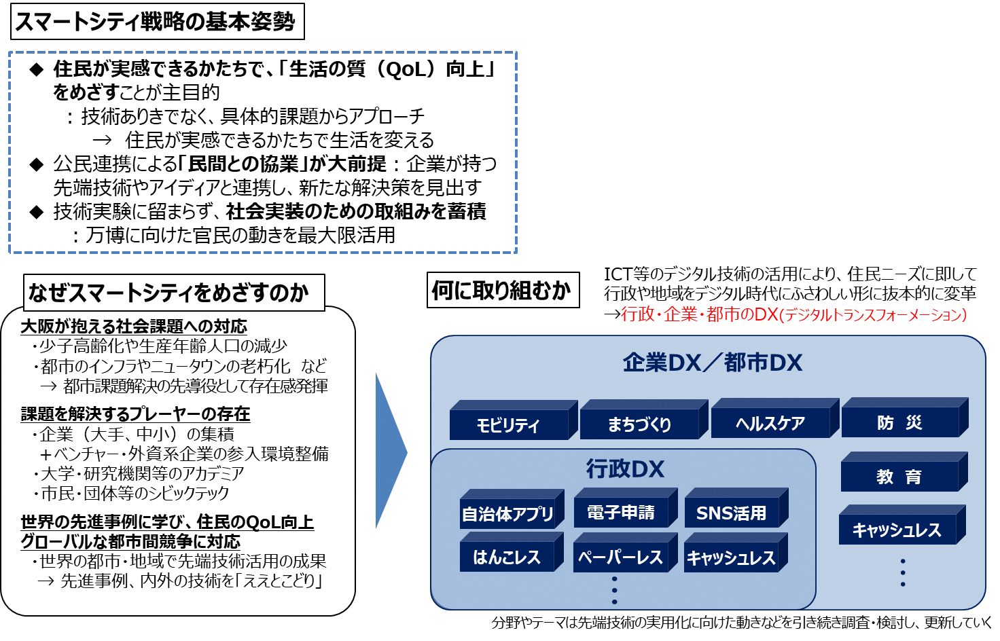 スマートシティ戦略の基本姿勢
◆ 住民が実感できるかたちで、「生活の質（QoL）向上」
をめざすことが主目的
：技術ありきでなく、具体的課題からアプローチ
→ 住民が実感できるかたちで生活を変える
◆ 公民連携による「民間との協業」が大前提：企業が持つ
先端技術やアイディアと連携し、新たな解決策を見出す
◆ 技術実験に留まらず、社会実装のための取組みを蓄積
：万博に向けた官民の動きを最大限活用
なぜスマートシティをめざすのか
大阪が抱える社会課題への対応
・少子高齢化や生産年齢人口の減少
・都市のインフラやニュータウンの老朽化 など
→ 都市課題解決の先導役として存在感発揮
課題を解決するプレーヤーの存在
・企業（大手、中小）の集積
＋ベンチャー・外資系企業の参入環境整備
・大学・研究機関等のアカデミア
・市民・団体等のシビックテック
世界の先進事例に学び、住民のQoL向上
グローバルな都市間競争に対応
・世界の都市・地域で先端技術活用の成果
→ 先進事例、内外の技術を「ええとこどり」
何に取り組むか
ICT等のデジタル技術の活用により、住民ニーズに即して
行政や地域をデジタル時代にふさわしい形に抜本的に変革
→行政・企業・都市のDX(デジタルトランスフォーメーション）
企業DX／都市DX
モビリティ
まちづくり
ヘルスケア
防 災
教 育
キャッシュレス
⋮
行政DX
自治体アプリ
電子申請
SNS活用
はんこレス
ペーパーレス
キャッシュレス
⋮
分野やテーマは先端技術の実用化に向けた動きなどを引き続き調査・検討し、更新していく